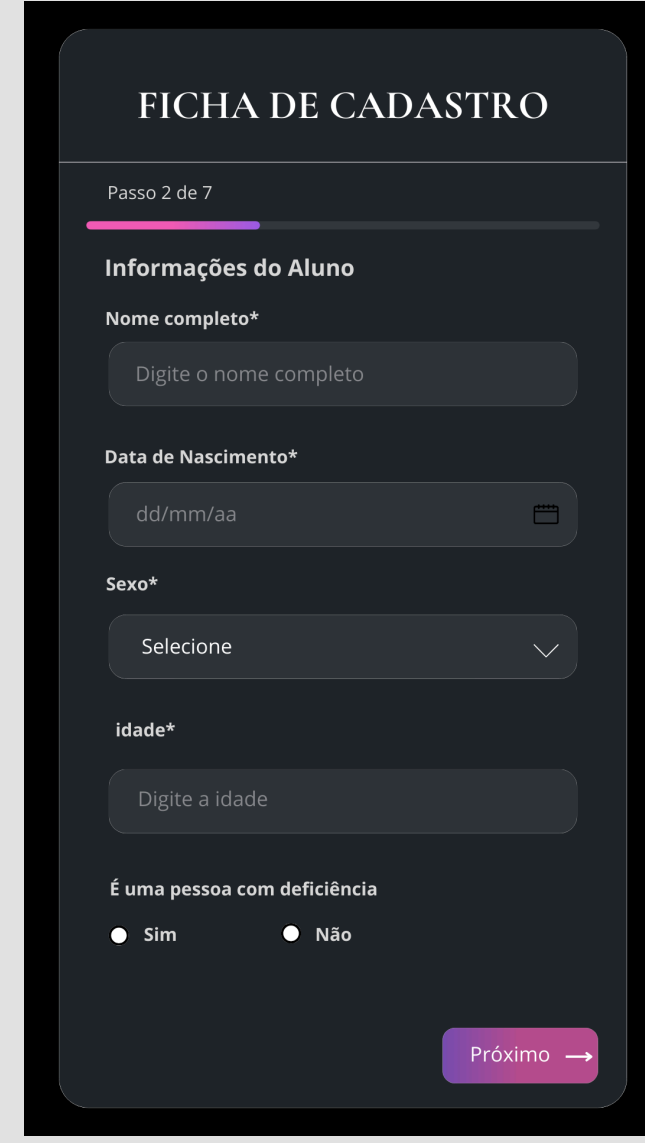 FICHA DE CADASTRO
Passo 2 de 7
Informações do Aluno
Nome completo*
Digite o nome completo
Data de Nascimento*
dd/mm/aa
Sexo*
Selecione
idade*
Digite a idade
É uma pessoa com deficiência
Sim Não
Próximo →